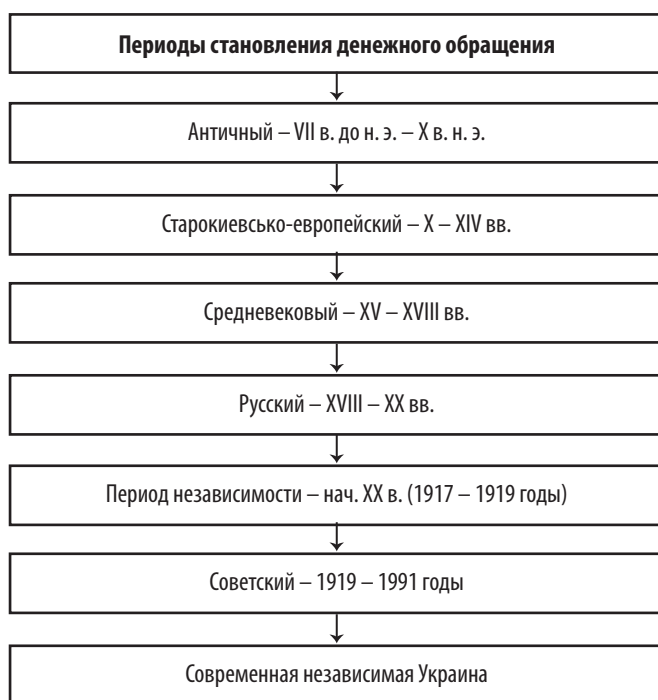 Периоды становления денежного обращения
Античный – VII в. до н. э. – X в. н. э.
Старокиевсько-европейский – X – XIV вв.
Средневековый – XV – XVIII вв.
Русский – XVIII – XX вв.
Период независимости – нач. XX в. (1917 – 1919 годы)
Советский – 1919 – 1991 годы
Современная независимая Украина